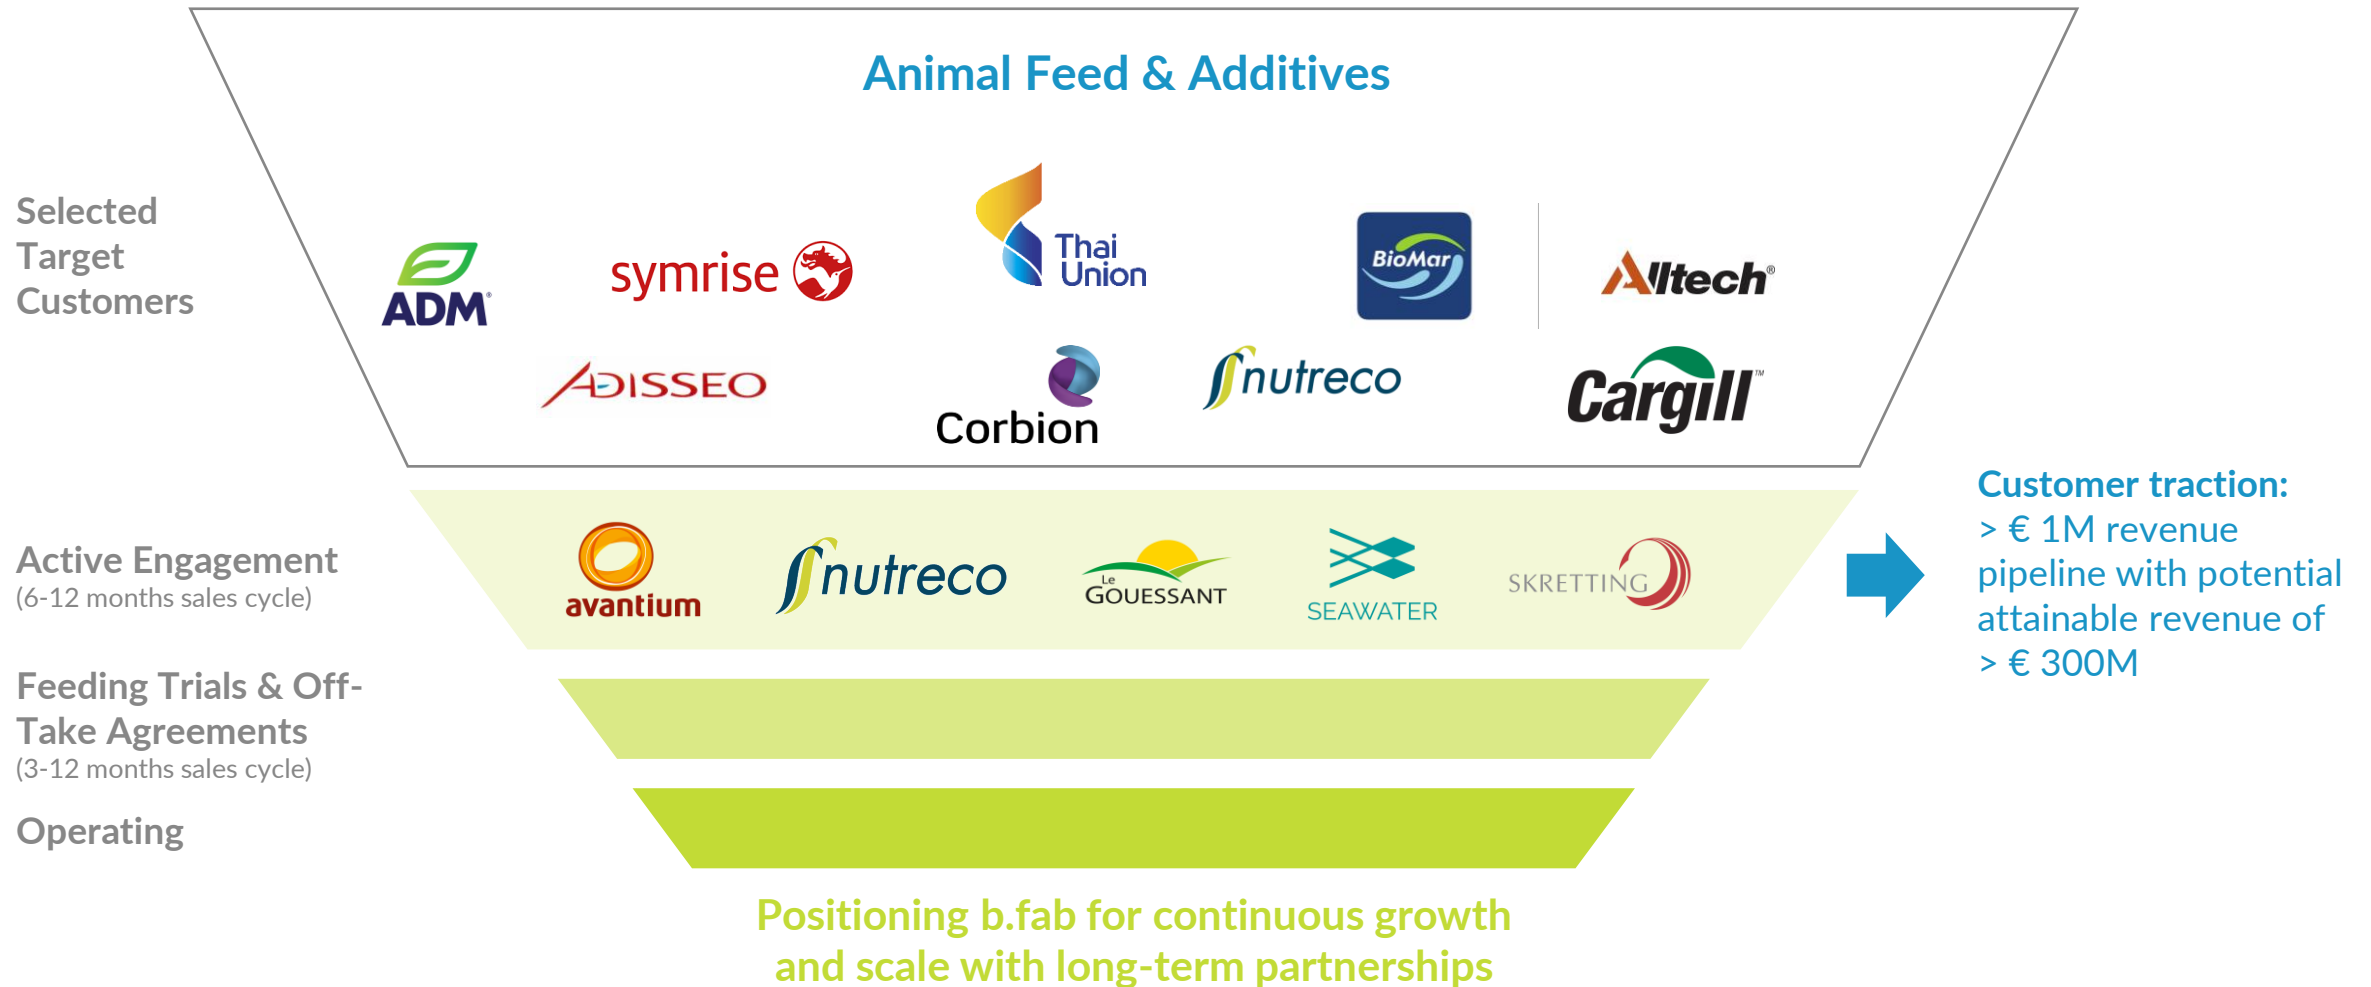 Animal Feed & Additives
Selected
Target
Customers
ADM®
symrise
Thai
Union
BioMar
Alltech®
ADISSEO
Corbion
nutreco
Cargill™
Active Engagement
(6-12 months sales cycle)
avantium
nutreco
Le
GOUESSANT
SEAWATER
SKRETTING
Customer traction:
> € 1M revenue
pipeline with potential
attainable revenue of
> € 300M
Feeding Trials & Off-
Take Agreements
(3-12 months sales cycle)
Operating
Positioning b.fab for continuous growth
and scale with long-term partnerships